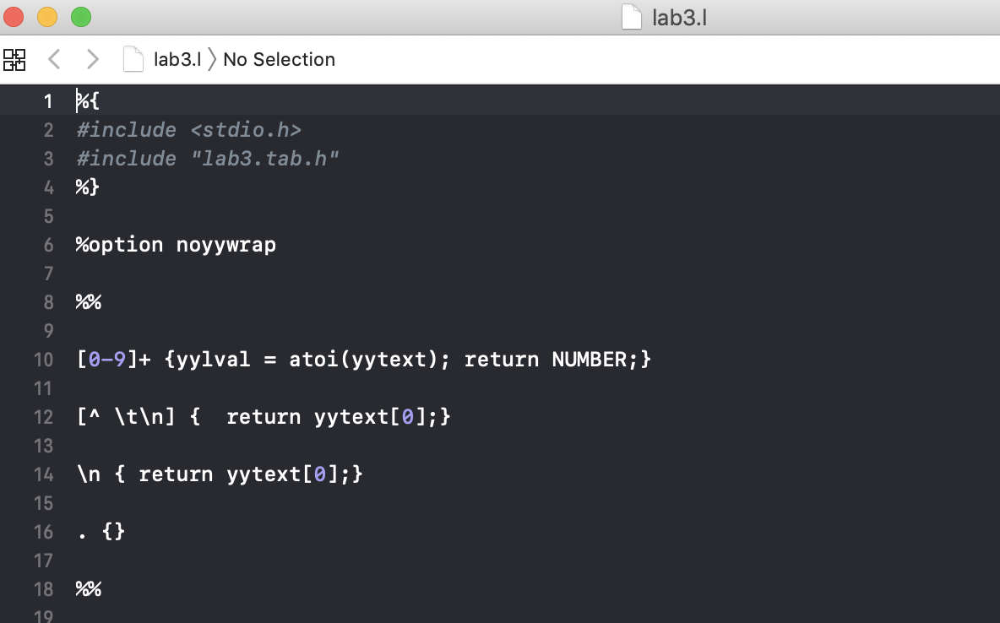 lab3.l
lab3.l 〉 No Selection
1 %{
2 #include <stdio.h>
3 #include "lab3.tab.h"
4 %}
5
6 %option noyywrap
7
8 %%
9
10 [0-9]+ {yylval = atoi(yytext); return NUMBER;}
11
12 [^ \t\n] {  return yytext[0];}
13
14 \n { return yytext[0];}
15
16 . {}
17
18 %%
19